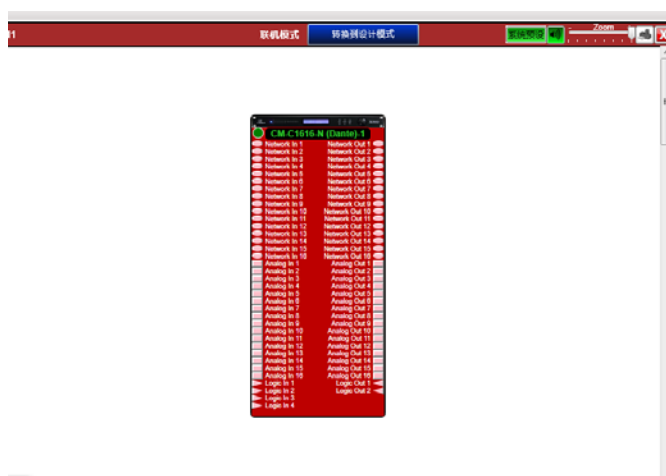 联机模式
转换到设计模式
系统预设
Zoom
CM-C1616-N (Dante)-1
Network In 1 Network Out 1
Network In 2 Network Out 2
Network In 3 Network Out 3
Network In 4 Network Out 4
Network In 5 Network Out 5
Network In 6 Network Out 6
Network In 7 Network Out 7
Network In 8 Network Out 8
Network In 9 Network Out 9
Network In 10 Network Out 10
Network In 11 Network Out 11
Network In 12 Network Out 12
Network In 13 Network Out 13
Network In 14 Network Out 14
Network In 15 Network Out 15
Network In 16 Network Out 16
Analog In 1 Analog Out 1
Analog In 2 Analog Out 2
Analog In 3 Analog Out 3
Analog In 4 Analog Out 4
Analog In 5 Analog Out 5
Analog In 6 Analog Out 6
Analog In 7 Analog Out 7
Analog In 8 Analog Out 8
Analog In 9 Analog Out 9
Analog In 10 Analog Out 10
Analog In 11 Analog Out 11
Analog In 12 Analog Out 12
Analog In 13 Analog Out 13
Analog In 14 Analog Out 14
Analog In 15 Analog Out 15
Analog In 16 Analog Out 16
Logic In 1 Logic Out 1
Logic In 2 Logic Out 2
Logic In 3
Logic In 4